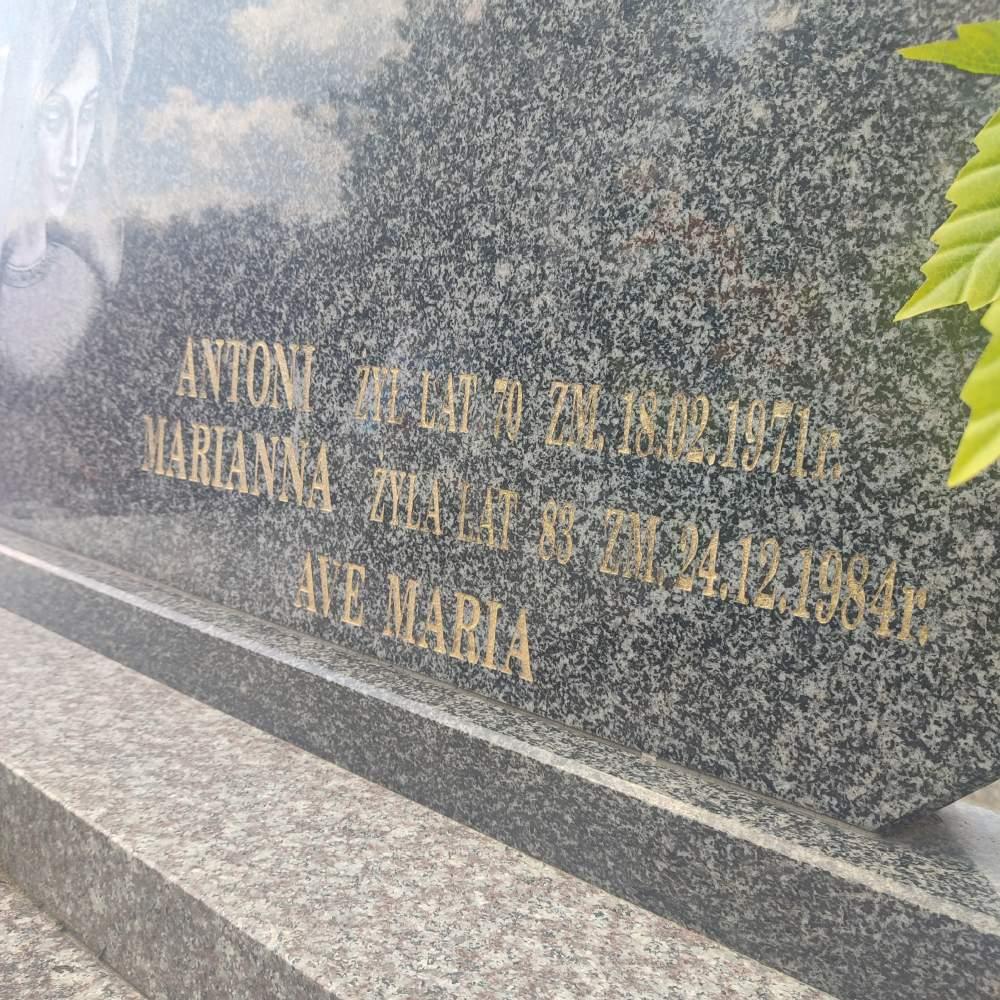 ANTONI ŻYŁ LAT 70 ZM. 18.02.1971r.
MARIANNA ŻYŁA LAT 83 ZM. 24.12.1984r.
AVE MARIA